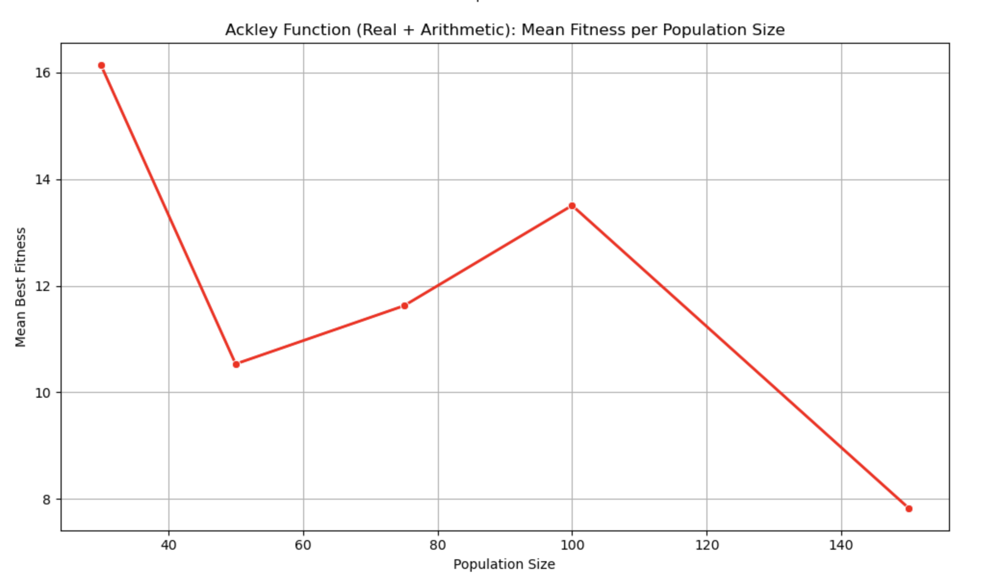 Ackley Function (Real + Arithmetic): Mean Fitness per Population Size
16
14
12
10
8
Mean Best Fitness
40 60 80 100 120 140
Population Size